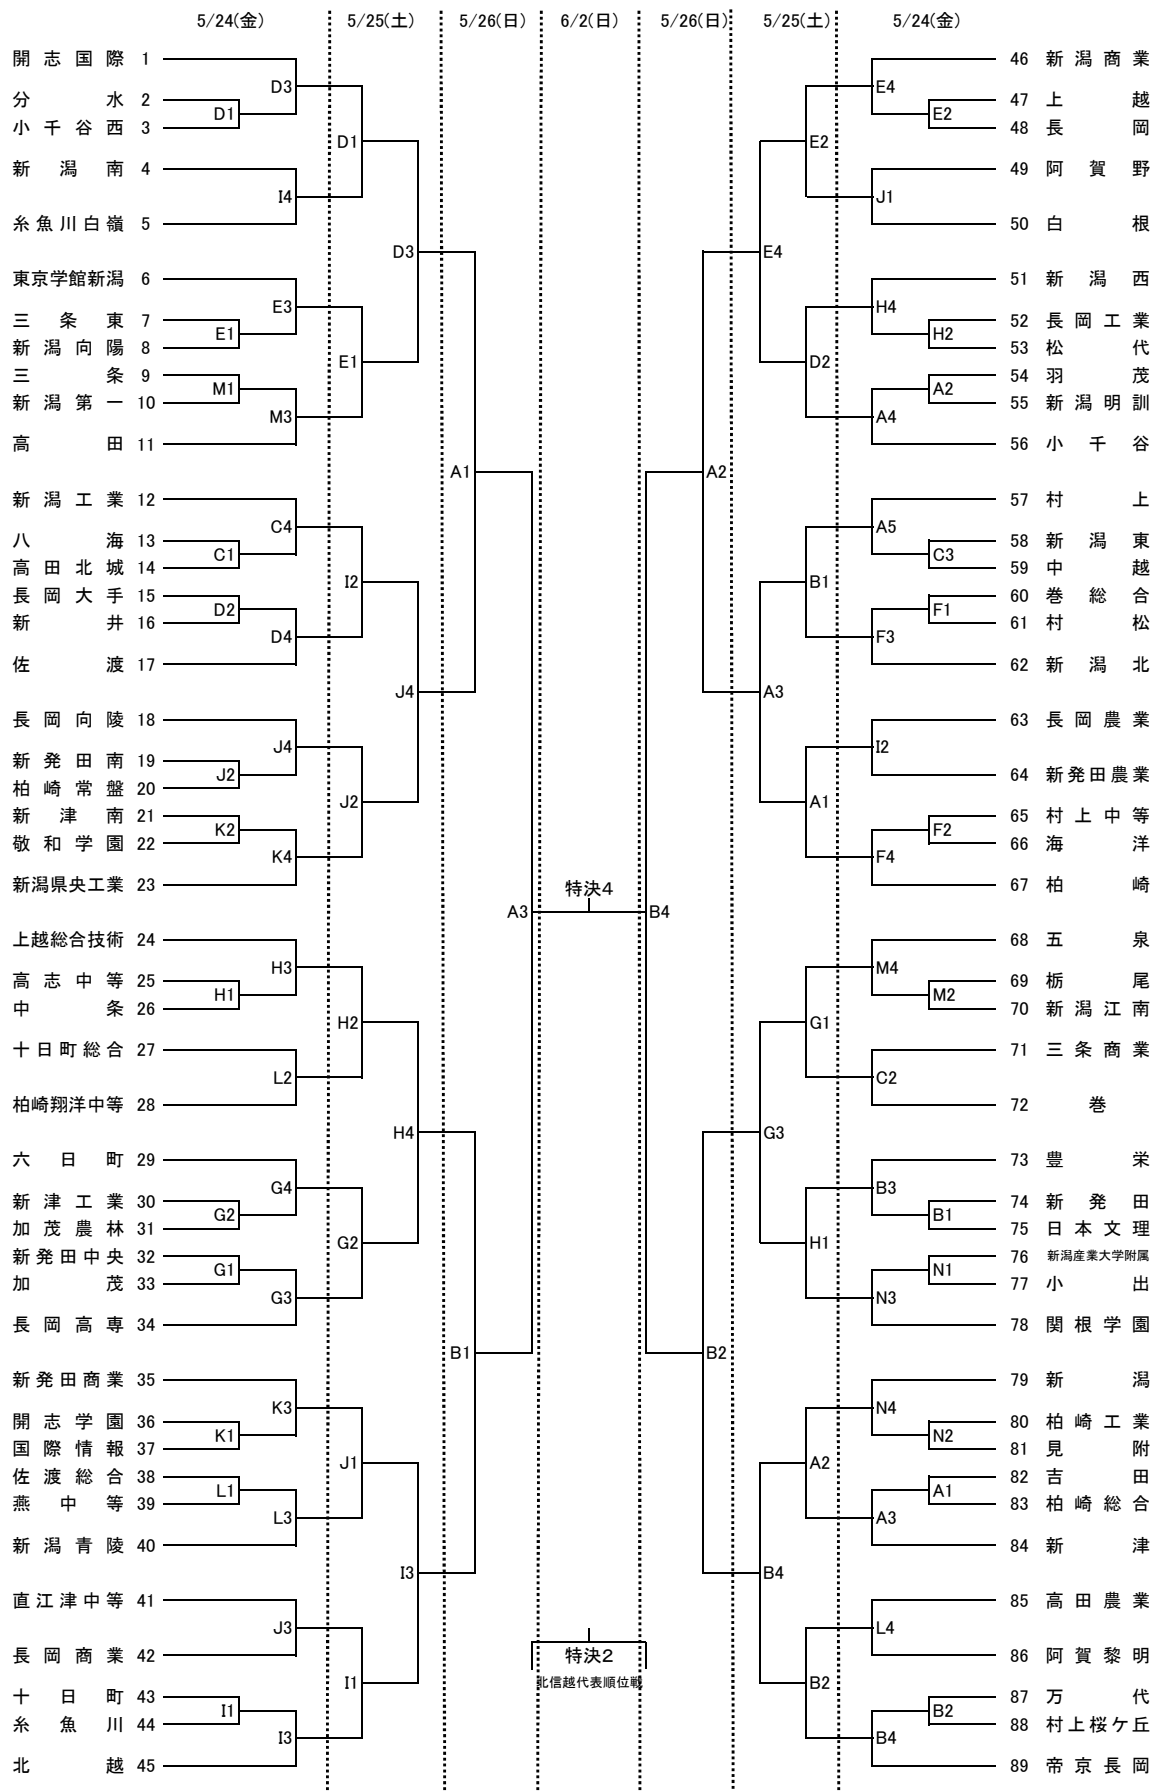 5/24(金) 5/25(土) 5/26(日) 6/2(日) 5/26(日) 5/25(土) 5/24(金)
開志国際 1
分水 2
小千谷西 3
新潟南 4
糸魚川白嶺 5
東京学館新潟 6
三条東 7
新潟向陽 8
三条 9
新潟第一 10
高田 11
新潟工業 12
八海 13
高田北城 14
長岡大手 15
新井 16
佐渡 17
長岡向陵 18
新発田南 19
柏崎常盤 20
新津南 21
敬和学園 22
新潟県央工業 23
上越総合技術 24
高志中等 25
中条 26
十日町総合 27
柏崎翔洋中等 28
六日町 29
新津工業 30
加茂農林 31
新発田中央 32
加茂 33
長岡高専 34
新発田商業 35
開志学園 36
国際情報 37
佐渡総合 38
燕中等 39
新潟青陵 40
直江津中等 41
長岡商業 42
十日町 43
糸魚川 44
北越 45
D3
D1
I4
E3
E1
M1
M3
C4
C1
D2
D4
J4
J2
K2
K4
H3
H1
L2
G4
G2
G1
G3
K3
K1
L1
L3
J3
I1
I3
D1
E1
I2
J2
H2
G2
J1
I1
D3
J4
H4
I3
A1
B1
A3
特決4
B4
特決2
北信越代表順位戦
A2
B2
E4
A3
G3
B4
E2
D2
B1
A1
G1
H1
A2
B2
E4
E2
J1
H4
H2
A2
A4
A5
C3
F1
F3
I2
F2
F4
M4
M2
C2
B3
B1
N1
N3
N4
N2
A1
A3
L4
B2
B4
46 新潟商業
47 上越
48 長岡
49 阿賀野
50 白根
51 新潟西
52 長岡工業
53 松代
54 羽茂
55 新潟明訓
56 小千谷
57 村上
58 新潟東
59 中越
60 巻総合
61 村松
62 新潟北
63 長岡農業
64 新発田農業
65 村上中等
66 海洋
67 柏崎
68 五泉
69 栃尾
70 新潟江南
71 三条商業
72 巻
73 豊栄
74 新発田
75 日本文理
76 新潟産業大学附属
77 小出
78 関根学園
79 新潟
80 柏崎工業
81 見附
82 吉田
83 柏崎総合
84 新津
85 高田農業
86 阿賀黎明
87 万代
88 村上桜ケ丘
89 帝京長岡